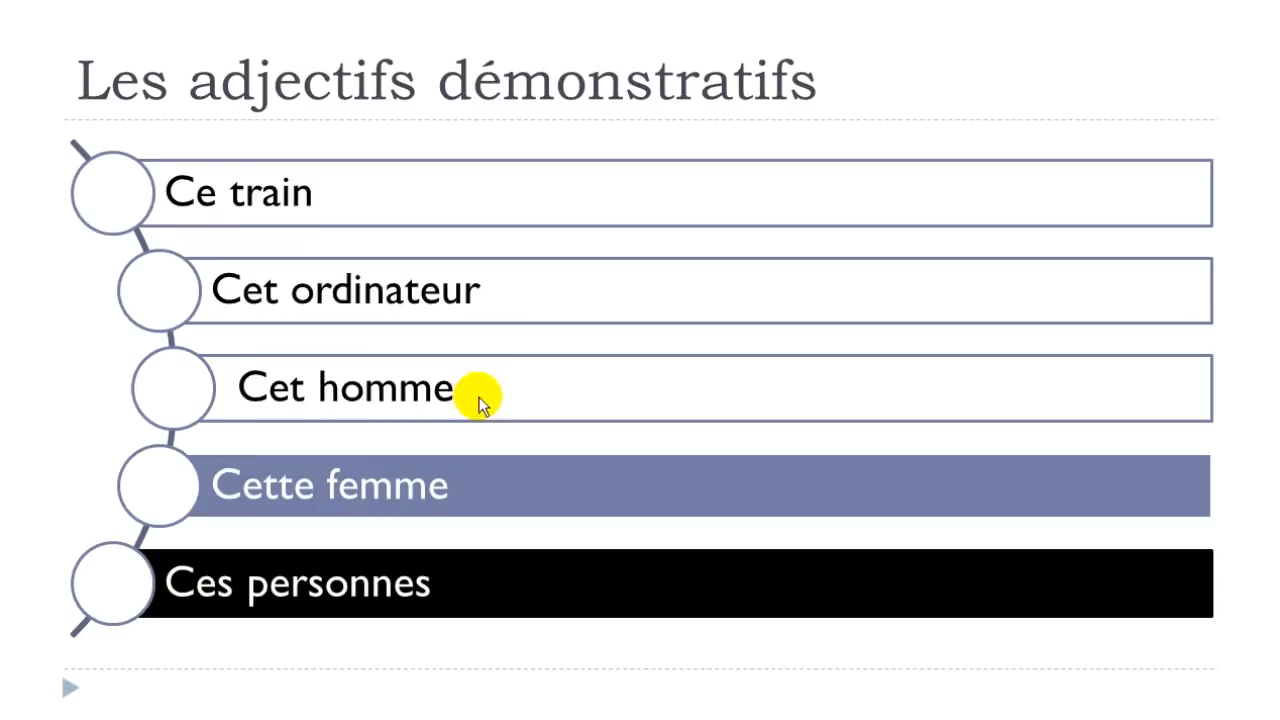 Les adjectifs démonstratifs
Ce train
Cet ordinateur
Cet homme
Cette femme
Ces personnes